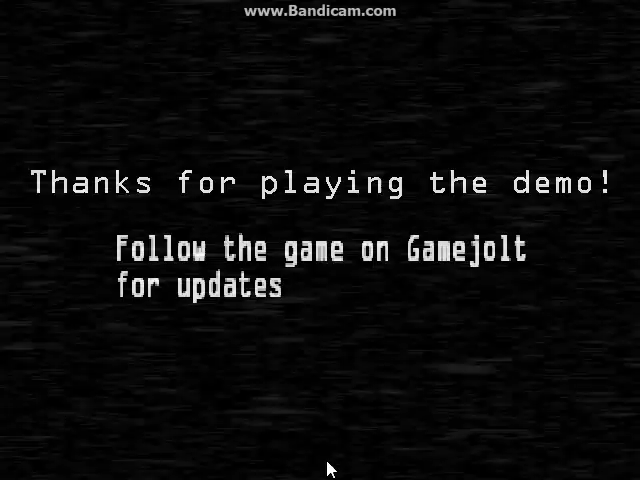 www.Bandicam.com
Thanks for playing the demo!
Follow the game on Gamejolt
for updates